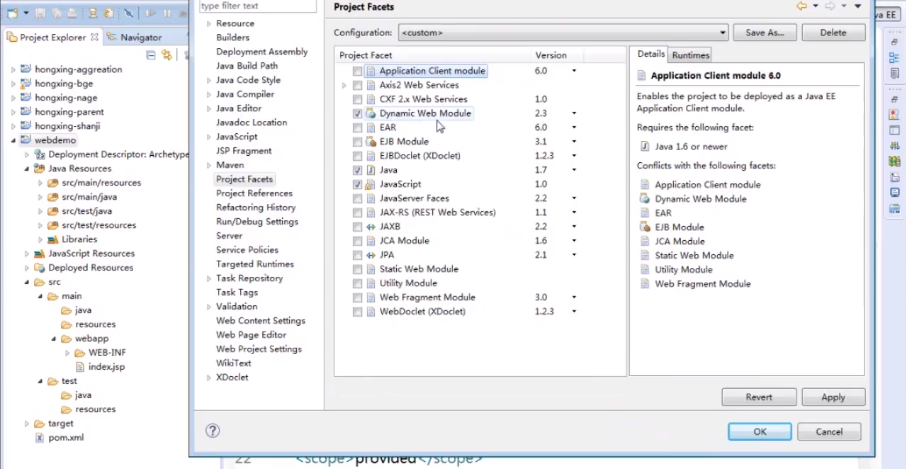 type filter text
Project Facets
Java EE
Project Explorer
Navigator
hongxing-aggreation
hongxing-bge
hongxing-nage
hongxing-parent
hongxing-shanji
webdemo
Deployment Descriptor: Archetype
Java Resources
src/main/resources
src/main/java
src/test/java
src/test/resources
Libraries
JavaScript Resources
Deployed Resources
src
main
java
resources
webapp
WEB-INF
index.jsp
test
java
resources
target
pom.xml
Resource
Builders
Deployment Assembly
Java Build Path
Java Code Style
Java Compiler
Java Editor
Javadoc Location
JavaScript
JSP Fragment
Maven
Project Facets
Project References
Refactoring History
Run/Debug Settings
Server
Service Policies
Targeted Runtimes
Task Repository
Task Tags
Validation
Web Content Settings
Web Page Editor
Web Project Settings
WikiText
XDoclet
Configuration: <custom> Save As... Delete
Project Facet Version
Application Client module 6.0
Axis2 Web Services
CXF 2.x Web Services 1.0
Dynamic Web Module 2.3
EAR 6.0
EJB Module 3.1
EJBDoclet (XDoclet) 1.2.3
Java 1.7
JavaScript 1.0
JavaServer Faces 2.2
JAX-RS (REST Web Services) 1.1
JAXB 2.2
JCA Module 1.6
JPA 2.1
Static Web Module
Utility Module
Web Fragment Module 3.0
WebDoclet (XDoclet) 1.2.3
Details Runtimes
Application Client module 6.0
Enables the project to be deployed as a Java EE
Application Client module.
Requires the following facet:
Java 1.6 or newer
Conflicts with the following facets:
Application Client module
Dynamic Web Module
EAR
EJB Module
JCA Module
Static Web Module
Utility Module
Web Fragment Module
Revert Apply
OK Cancel
22 <scope>provided</scope>